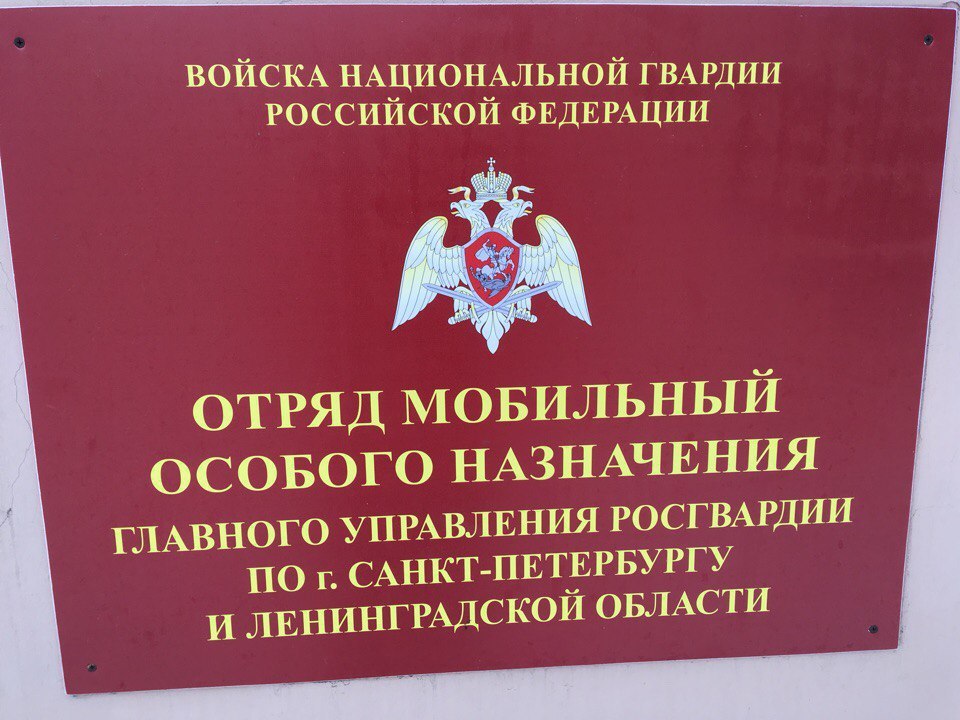 ВОЙСКА НАЦИОНАЛЬНОЙ ГВАРДИИ
РОССИЙСКОЙ ФЕДЕРАЦИИ
ОТРЯД МОБИЛЬНЫЙ
ОСОБОГО НАЗНАЧЕНИЯ
ГЛАВНОГО УПРАВЛЕНИЯ РОСГВАРДИИ
ПО г. САНКТ-ПЕТЕРБУРГУ
И ЛЕНИНГРАДСКОЙ ОБЛАСТИ